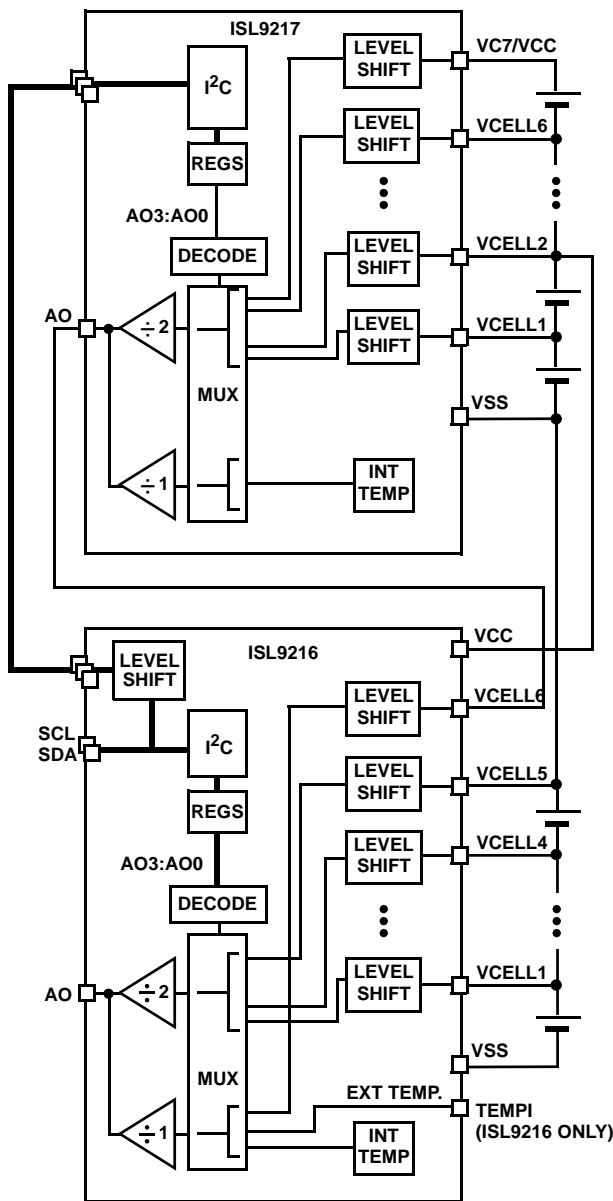 ISL9217
I2C
LEVEL
SHIFT
VC7/VCC
LEVEL
SHIFT
VCELL6
REGS
AO3:AO0
DECODE
LEVEL
SHIFT
VCELL2
AO
÷ 2
LEVEL
SHIFT
VCELL1
MUX
VSS
÷ 1
INT
TEMP
ISL9216
VCC
LEVEL
SHIFT
LEVEL
SHIFT
VCELL6
SCL
SDA
I2C
LEVEL
SHIFT
VCELL5
REGS
AO3:AO0
LEVEL
SHIFT
VCELL4
DECODE
LEVEL
SHIFT
VCELL1
AO
÷ 2
VSS
MUX
EXT TEMP.
TEMPI
(ISL9216 ONLY)
÷ 1
INT
TEMP